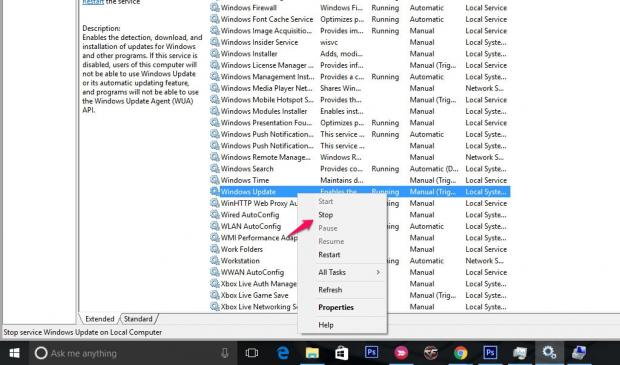 Restart the service
Description:
Enables the detection, download, and
installation of updates for Windows
and other programs. If this service is
disabled, users of this computer will
not be able to use Windows Update
or its automatic updating feature,
and programs will not be able to use
the Windows Update Agent (WUA)
API.
Windows Firewall Windows Fi... Running Automatic Local Service
Windows Font Cache Service Optimizes p... Running Automatic Local Service
Windows Image Acquisitio... Provides im... Running Manual Local Service
Windows Insider Service wisvc Manual Local Syste...
Windows Installer Adds, modi... Manual Local Syste...
Windows License Manager ... Provides inf... Manual (Trig... Local Service
Windows Management Inst... Provides a c... Running Automatic Local Syste...
Windows Media Player Net... Shares Win... Manual Network S...
Windows Mobile Hotspot S... Provides th... Manual (Trig... Local Service
Windows Modules Installer Enables inst... Manual Local Syste...
Windows Presentation Fou... Optimizes p... Running Manual Local Service
Windows Push Notification... This service ... Running Automatic Local Syste...
Windows Push Notification... This service ... Manual Local Syste...
Windows Remote Manage... Windows R... Manual Network S...
Windows Search Provides co... Running Automatic (D... Local Syste...
Windows Time Maintains d... Manual (Trig... Local Service
Windows Update Enables the ... Running Manual (Trig... Local Syste...
WinHTTP Web Proxy Au Manual Local Service
Wired AutoConfig Manual Local Syste...
WLAN AutoConfig Automatic Local Syste...
WMI Performance Adap Manual Local Syste...
Work Folders Manual Local Service
Workstation Automatic Network S...
WWAN AutoConfig Manual Local Service
Xbox Live Auth Manag Manual Local Syste...
Xbox Live Game Save Manual (Trig... Local Syste...
Xbox Live Networking Se Manual Local Syste...
Start
Stop
Pause
Resume
Restart
All Tasks
Refresh
Properties
Help
Extended Standard
Stop service Windows Update on Local Computer
Ask me anything